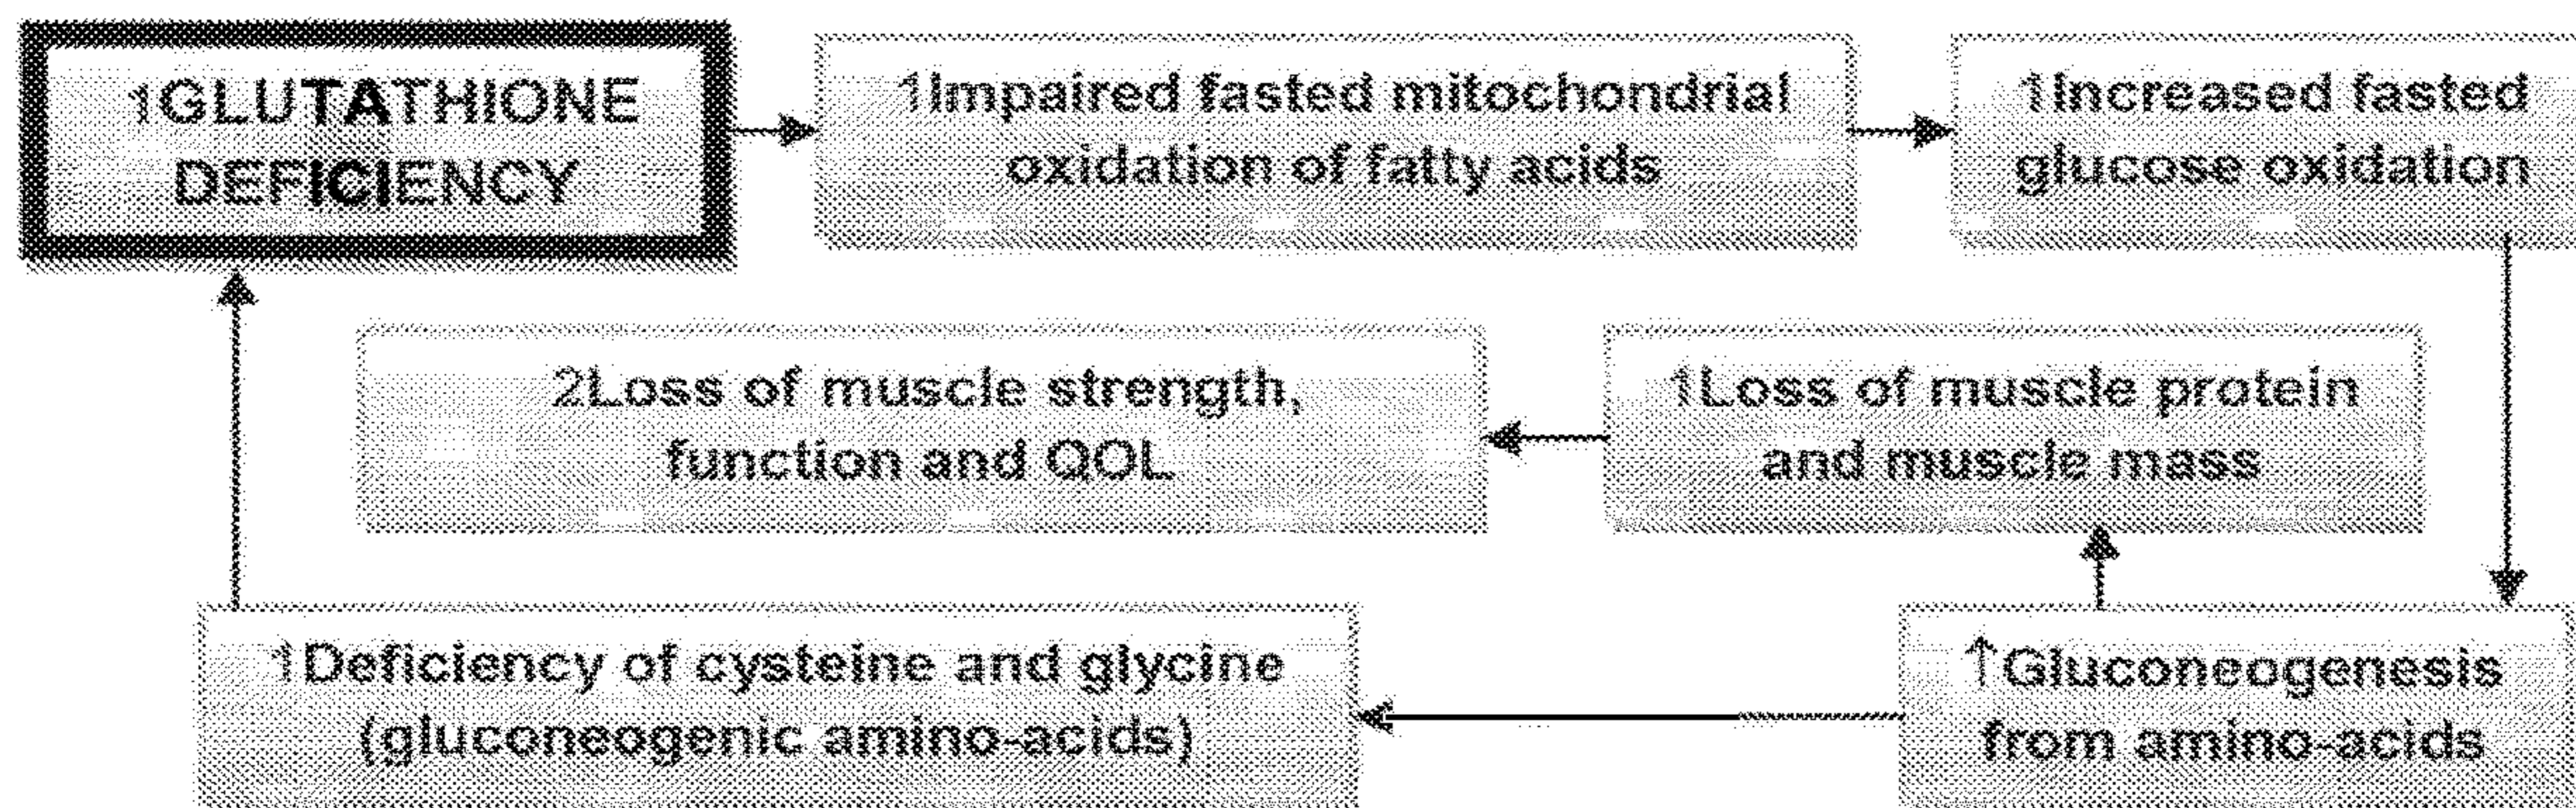 1GLUTATHIONE
DEFICIENCY
1Impaired fasted mitochondrial
oxidation of fatty acids
1Increased fasted
glucose oxidation
2Loss of muscle strength,
function and QOL
1Loss of muscle protein
and muscle mass
1Deficiency of cysteine and glycine
(gluconeogenic amino-acids)
↑Gluconeogenesis
from amino-acids